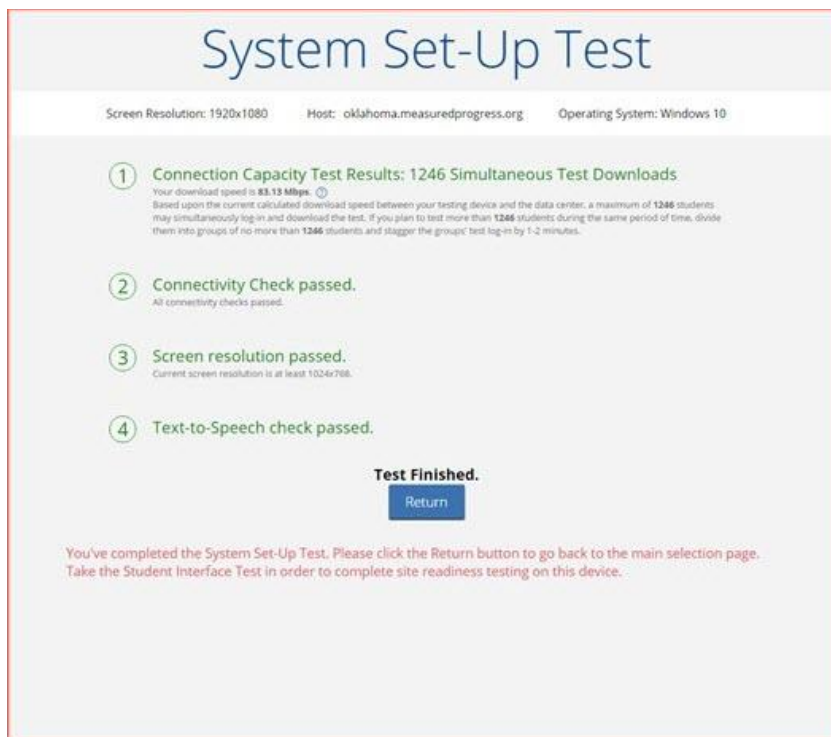 System Set-Up Test
Screen Resolution: 1920x1080 Host: oklahoma.measuredprogress.org Operating System: Windows 10
1 Connection Capacity Test Results: 1246 Simultaneous Test Downloads
Your download speed is 83.13 Mbps. ?
Based upon the current calculated download speed between your testing device and the data center, a maximum of 1246 students
may simultaneously log-in and download the test. If you plan to test more than 1246 students during the same period of time, divide
them into groups of no more than 1246 students and stagger the groups' test log-in by 1-2 minutes.
2 Connectivity Check passed.
All connectivity checks passed.
3 Screen resolution passed.
Current screen resolution is at least 1024x768.
4 Text-to-Speech check passed.
Test Finished.
Return
You've completed the System Set-Up Test. Please click the Return button to go back to the main selection page.
Take the Student Interface Test in order to complete site readiness testing on this device.